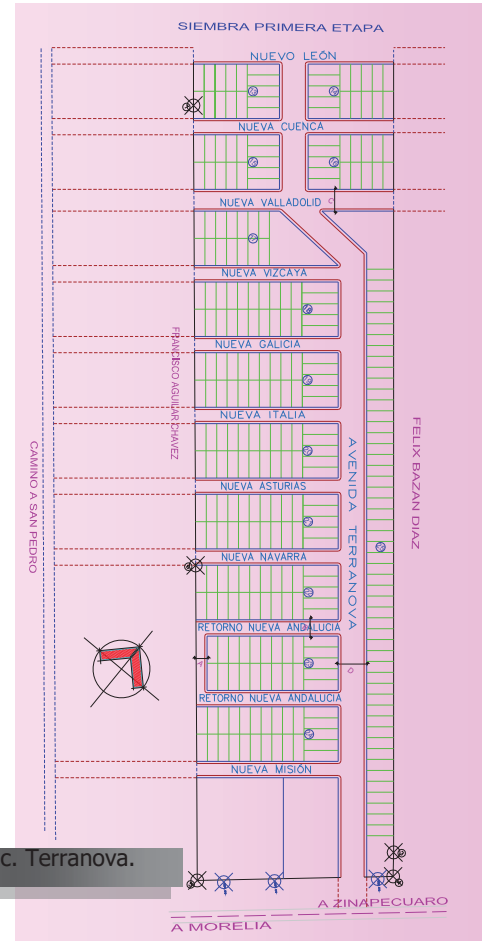 SIEMBRA PRIMERA ETAPA
NUEVO LEÓN
NUEVA CUENCA
NUEVA VALLADOLID
C
NUEVA VIZCAYA
NUEVA GALICIA
FRANCISCO AGUILAR CHAVEZ
NUEVA ITALIA
FELIX BAZAN DIAZ
CAMINO A SAN PEDRO
AVENIDA TERRANOVA
NUEVA ASTURIAS
NUEVA NAVARRA
RETORNO NUEVA ANDALUCIA
A
D
RETORNO NUEVA ANDALUCIA
NUEVA MISIÓN
c. Terranova.
A ZINAPECUARO
A MORELIA